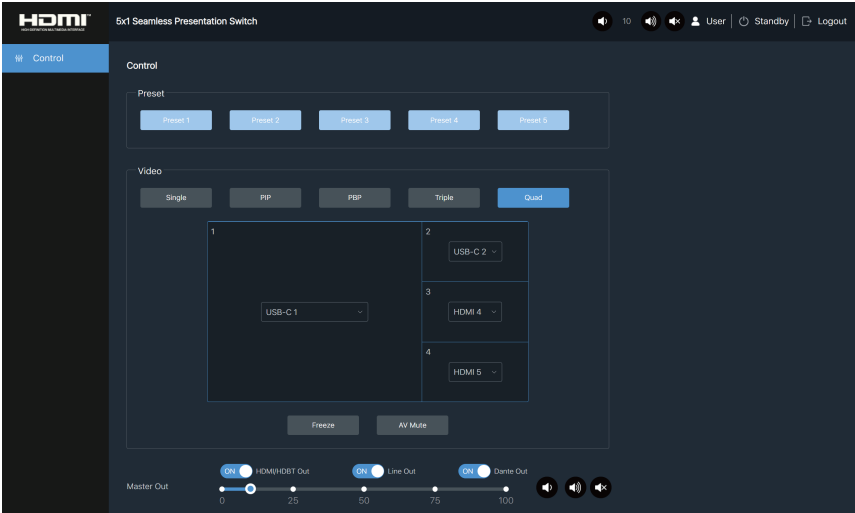 HDMI
HIGH-DEFINITION MULTIMEDIA INTERFACE
5x1 Seamless Presentation Switch
10
User
Standby
Logout
Control
Control
Preset
Preset 1
Preset 2
Preset 3
Preset 4
Preset 5
Video
Single
PIP
PBP
Triple
Quad
1
USB-C 1
2
USB-C 2
3
HDMI 4
4
HDMI 5
Freeze
AV Mute
ON HDMI/HDBT Out
ON Line Out
ON Dante Out
Master Out
0 25 50 75 100